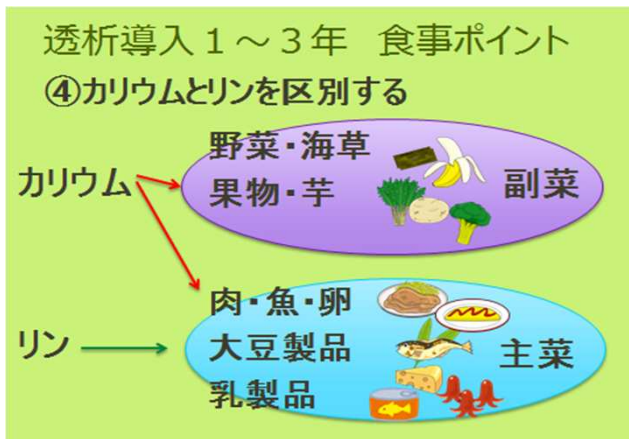 透析導入1～3年 食事ポイント
④カリウムとリンを区別する
カリウム
野菜・海草
果物・芋
副菜
リン
肉・魚・卵
大豆製品
乳製品
主菜